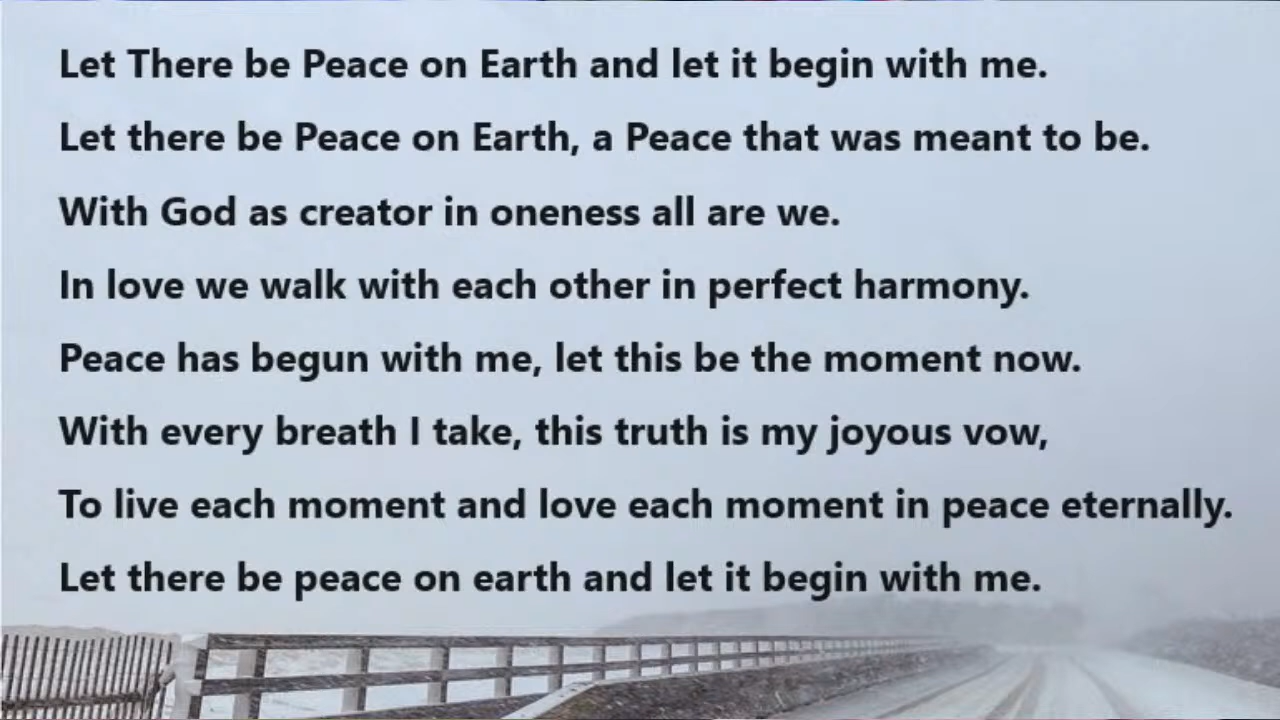 Let There be Peace on Earth and let it begin with me.
Let there be Peace on Earth, a Peace that was meant to be.
With God as creator in oneness all are we.
In love we walk with each other in perfect harmony.
Peace has begun with me, let this be the moment now.
With every breath I take, this truth is my joyous vow,
To live each moment and love each moment in peace eternally.
Let there be peace on earth and let it begin with me.